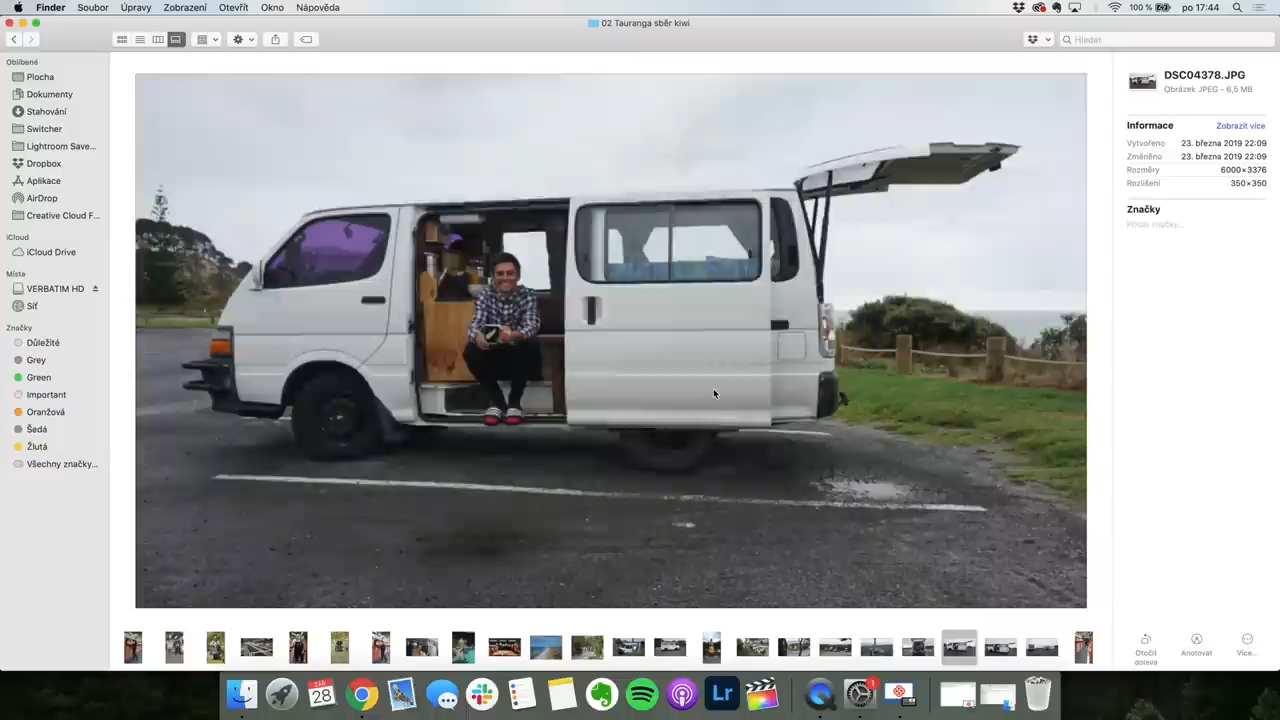 Finder Soubor Úpravy Zobrazení Otevřít Okno Nápověda 100 % po 17:44
02 Tauranga sběr kiwi
Hledat
Oblíbené
Plocha
Dokumenty
Stahování
Switcher
Lightroom Save...
Dropbox
Aplikace
AirDrop
Creative Cloud F...
iCloud
iCloud Drive
Místa
VERBATIM HD
Síť
Značky
Důležité
Grey
Green
Important
Oranžová
Šedá
Žlutá
Všechny značky...
DSC04378.JPG
Obrázek JPEG - 6,5 MB
Informace Zobrazit více
Vytvořeno 23. března 2019 22:09
Změněno 23. března 2019 22:09
Rozměry 6000×3376
Rozlišení 350×350
Značky
Přidat značky...
Otočit doleva
Anotovat
Více...
ZÁŘ
28
Lr
1